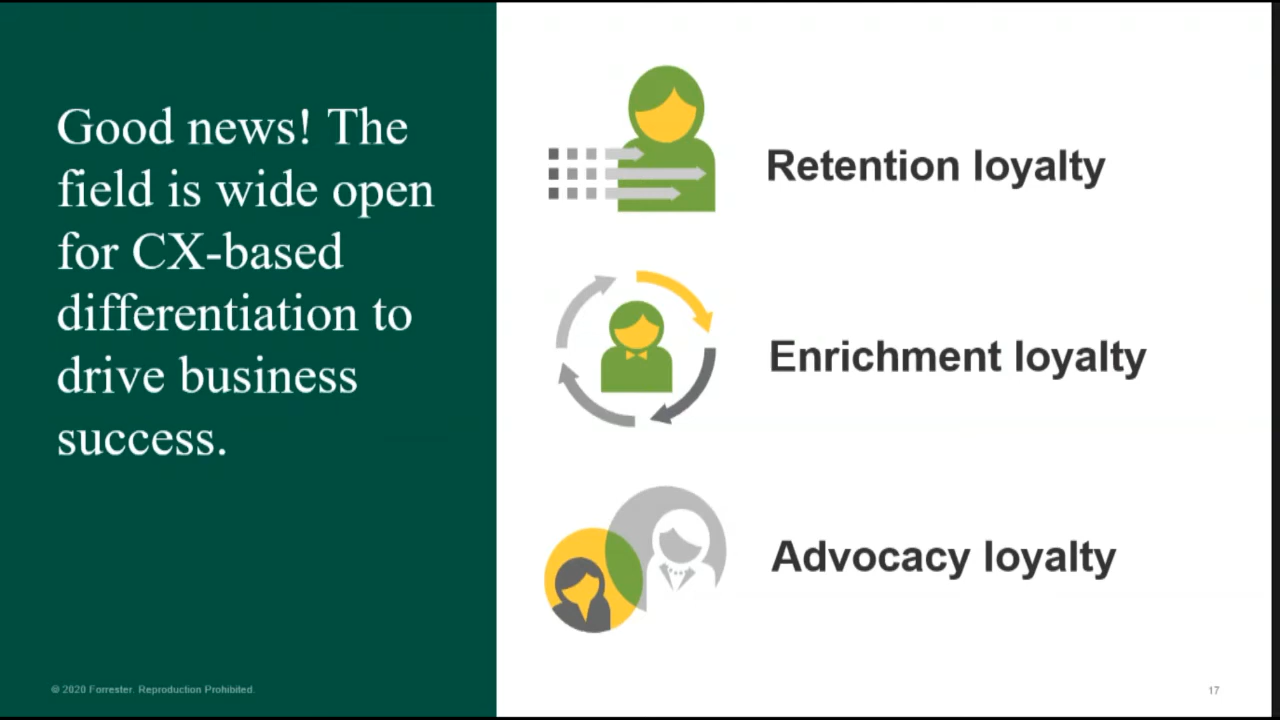 Good news! The
field is wide open
for CX-based
differentiation to
drive business
success.
Retention loyalty
Enrichment loyalty
Advocacy loyalty
© 2020 Forrester. Reproduction Prohibited.
17